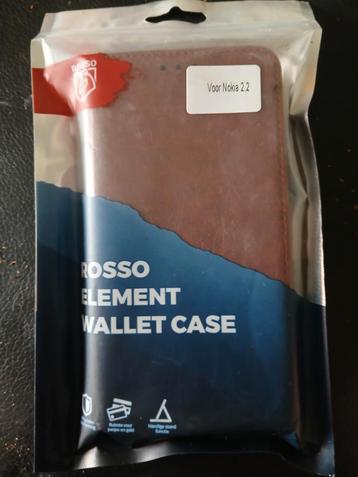 ROSSO
Voor Nokia 2.2
ROSSO
ELEMENT
WALLET CASE
Ruimte voor
pasjes en geld
Handige stand
functie